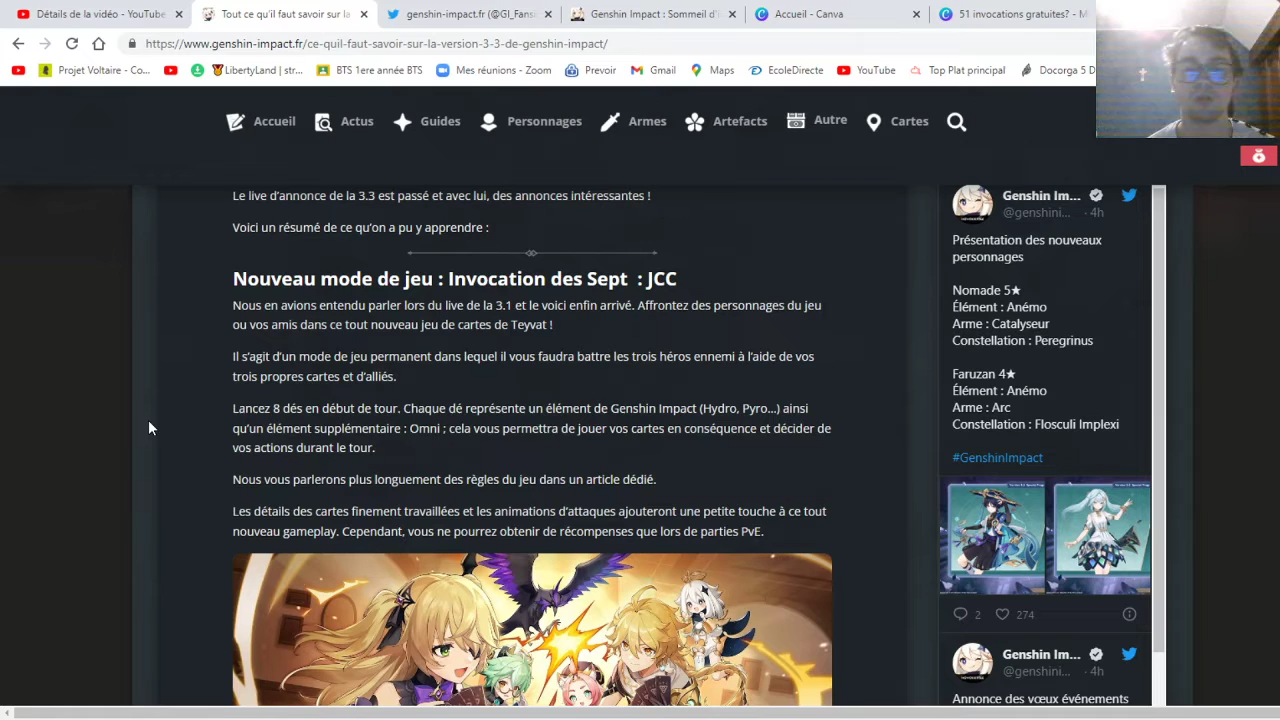 Détails de la vidéo - YouTube
Tout ce qu'il faut savoir sur la
genshin-impact.fr (@GI_Fansa
Genshin Impact : Sommeil d'
Accueil - Canva
51 invocations gratuites? - M
https://www.genshin-impact.fr/ce-quil-faut-savoir-sur-la-version-3-3-de-genshin-impact/
Projet Voltaire - Co...
LibertyLand | str...
BTS 1ere année BTS
Mes réunions - Zoom
Prevoir
Gmail
Maps
EcoleDirecte
YouTube
Top Plat principal
Docorga 5 D
Accueil
Actus
Guides
Personnages
Armes
Artefacts
Autre
Cartes
Le live d'annonce de la 3.3 est passé et avec lui, des annonces intéressantes !
Voici un résumé de ce qu'on a pu y apprendre :
Nouveau mode de jeu : Invocation des Sept : JCC
Nous en avions entendu parler lors du live de la 3.1 et le voici enfin arrivé. Affrontez des personnages du jeu
ou vos amis dans ce tout nouveau jeu de cartes de Teyvat !
Il s'agit d'un mode de jeu permanent dans lequel il vous faudra battre les trois héros ennemi à l'aide de vos
trois propres cartes et d'alliés.
Lancez 8 dés en début de tour. Chaque dé représente un élément de Genshin Impact (Hydro, Pyro...) ainsi
qu'un élément supplémentaire : Omni ; cela vous permettra de jouer vos cartes en conséquence et décider de
vos actions durant le tour.
Nous vous parlerons plus longuement des règles du jeu dans un article dédié.
Les détails des cartes finement travaillées et les animations d'attaques ajouteront une petite touche à ce tout
nouveau gameplay. Cependant, vous ne pourrez obtenir de récompenses que lors de parties PvE.
Genshin Im...
@genshini... · 4h
Présentation des nouveaux
personnages
Nomade 5★
Élément : Anémo
Arme : Catalyseur
Constellation : Peregrinus
Faruzan 4★
Élément : Anémo
Arme : Arc
Constellation : Flosculi Implexi
#GenshinImpact
2
274
Genshin Im...
@genshini... · 4h
Annonce des vœux événements